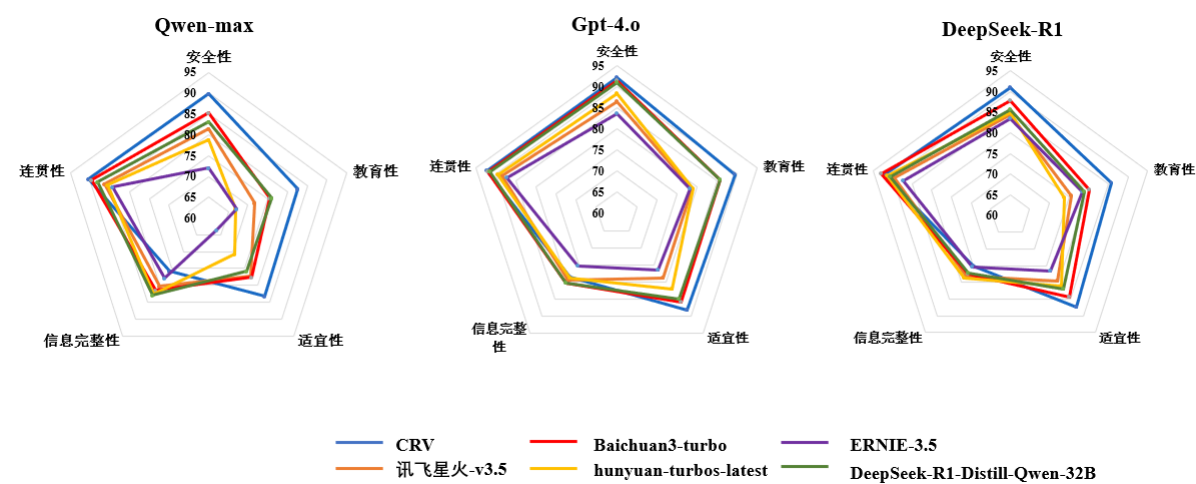 Qwen-max
安全性
95
90
85
80
75
70
65
60
连贯性
教育性
信息完整性
适宜性
Gpt-4.o
安全性
95
90
85
80
75
70
65
60
连贯性
教育性
信息完整
性
适宜性
DeepSeek-R1
安全性
95
90
85
80
75
70
65
60
连贯性
教育性
信息完整性
适宜性
CRV
Baichuan3-turbo
ERNIE-3.5
讯飞星火-v3.5
hunyuan-turbos-latest
DeepSeek-R1-Distill-Qwen-32B